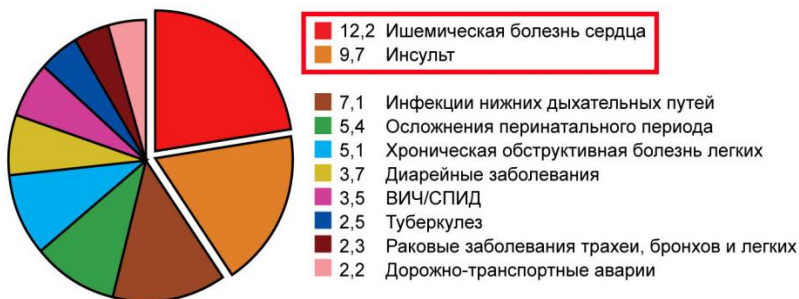 12,2 Ишемическая болезнь сердца
9,7 Инсульт
7,1 Инфекции нижних дыхательных путей
5,4 Осложнения перинатального периода
5,1 Хроническая обструктивная болезнь легких
3,7 Диарейные заболевания
3,5 ВИЧ/СПИД
2,5 Туберкулез
2,3 Раковые заболевания трахеи, бронхов и легких
2,2 Дорожно-транспортные аварии